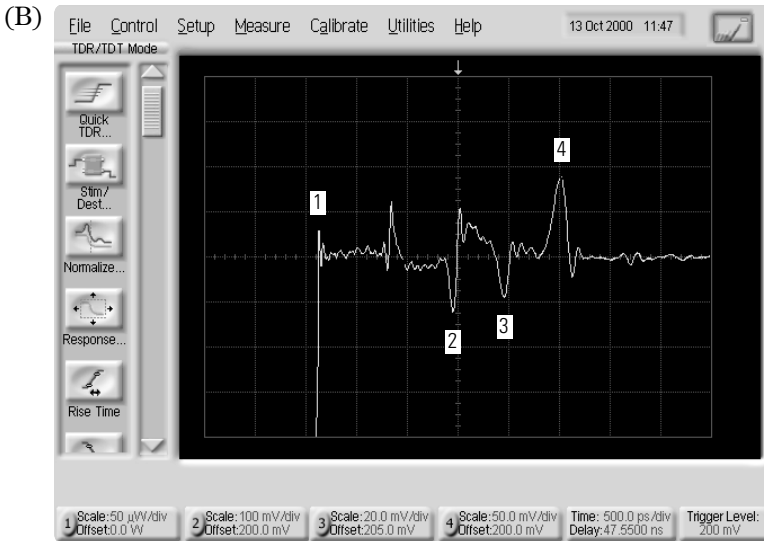 (B)
File Control Setup Measure Calibrate Utilities Help 13 Oct 2000 11:47
TDR/TDT Mode
Quick
TDR...
Stim/
Dest...
Normalize...
Response...
Rise Time
1
2
3
4
1 Scale:50 µW/div
Offset:0.0 W
2 Scale:100 mV/div
Offset:200.0 mV
3 Scale:20.0 mV/div
Offset:205.0 mV
4 Scale:50.0 mV/div
Offset:200.0 mV
Time: 500.0 ps/div
Delay:47.5500 ns
Trigger Level:
200 mV